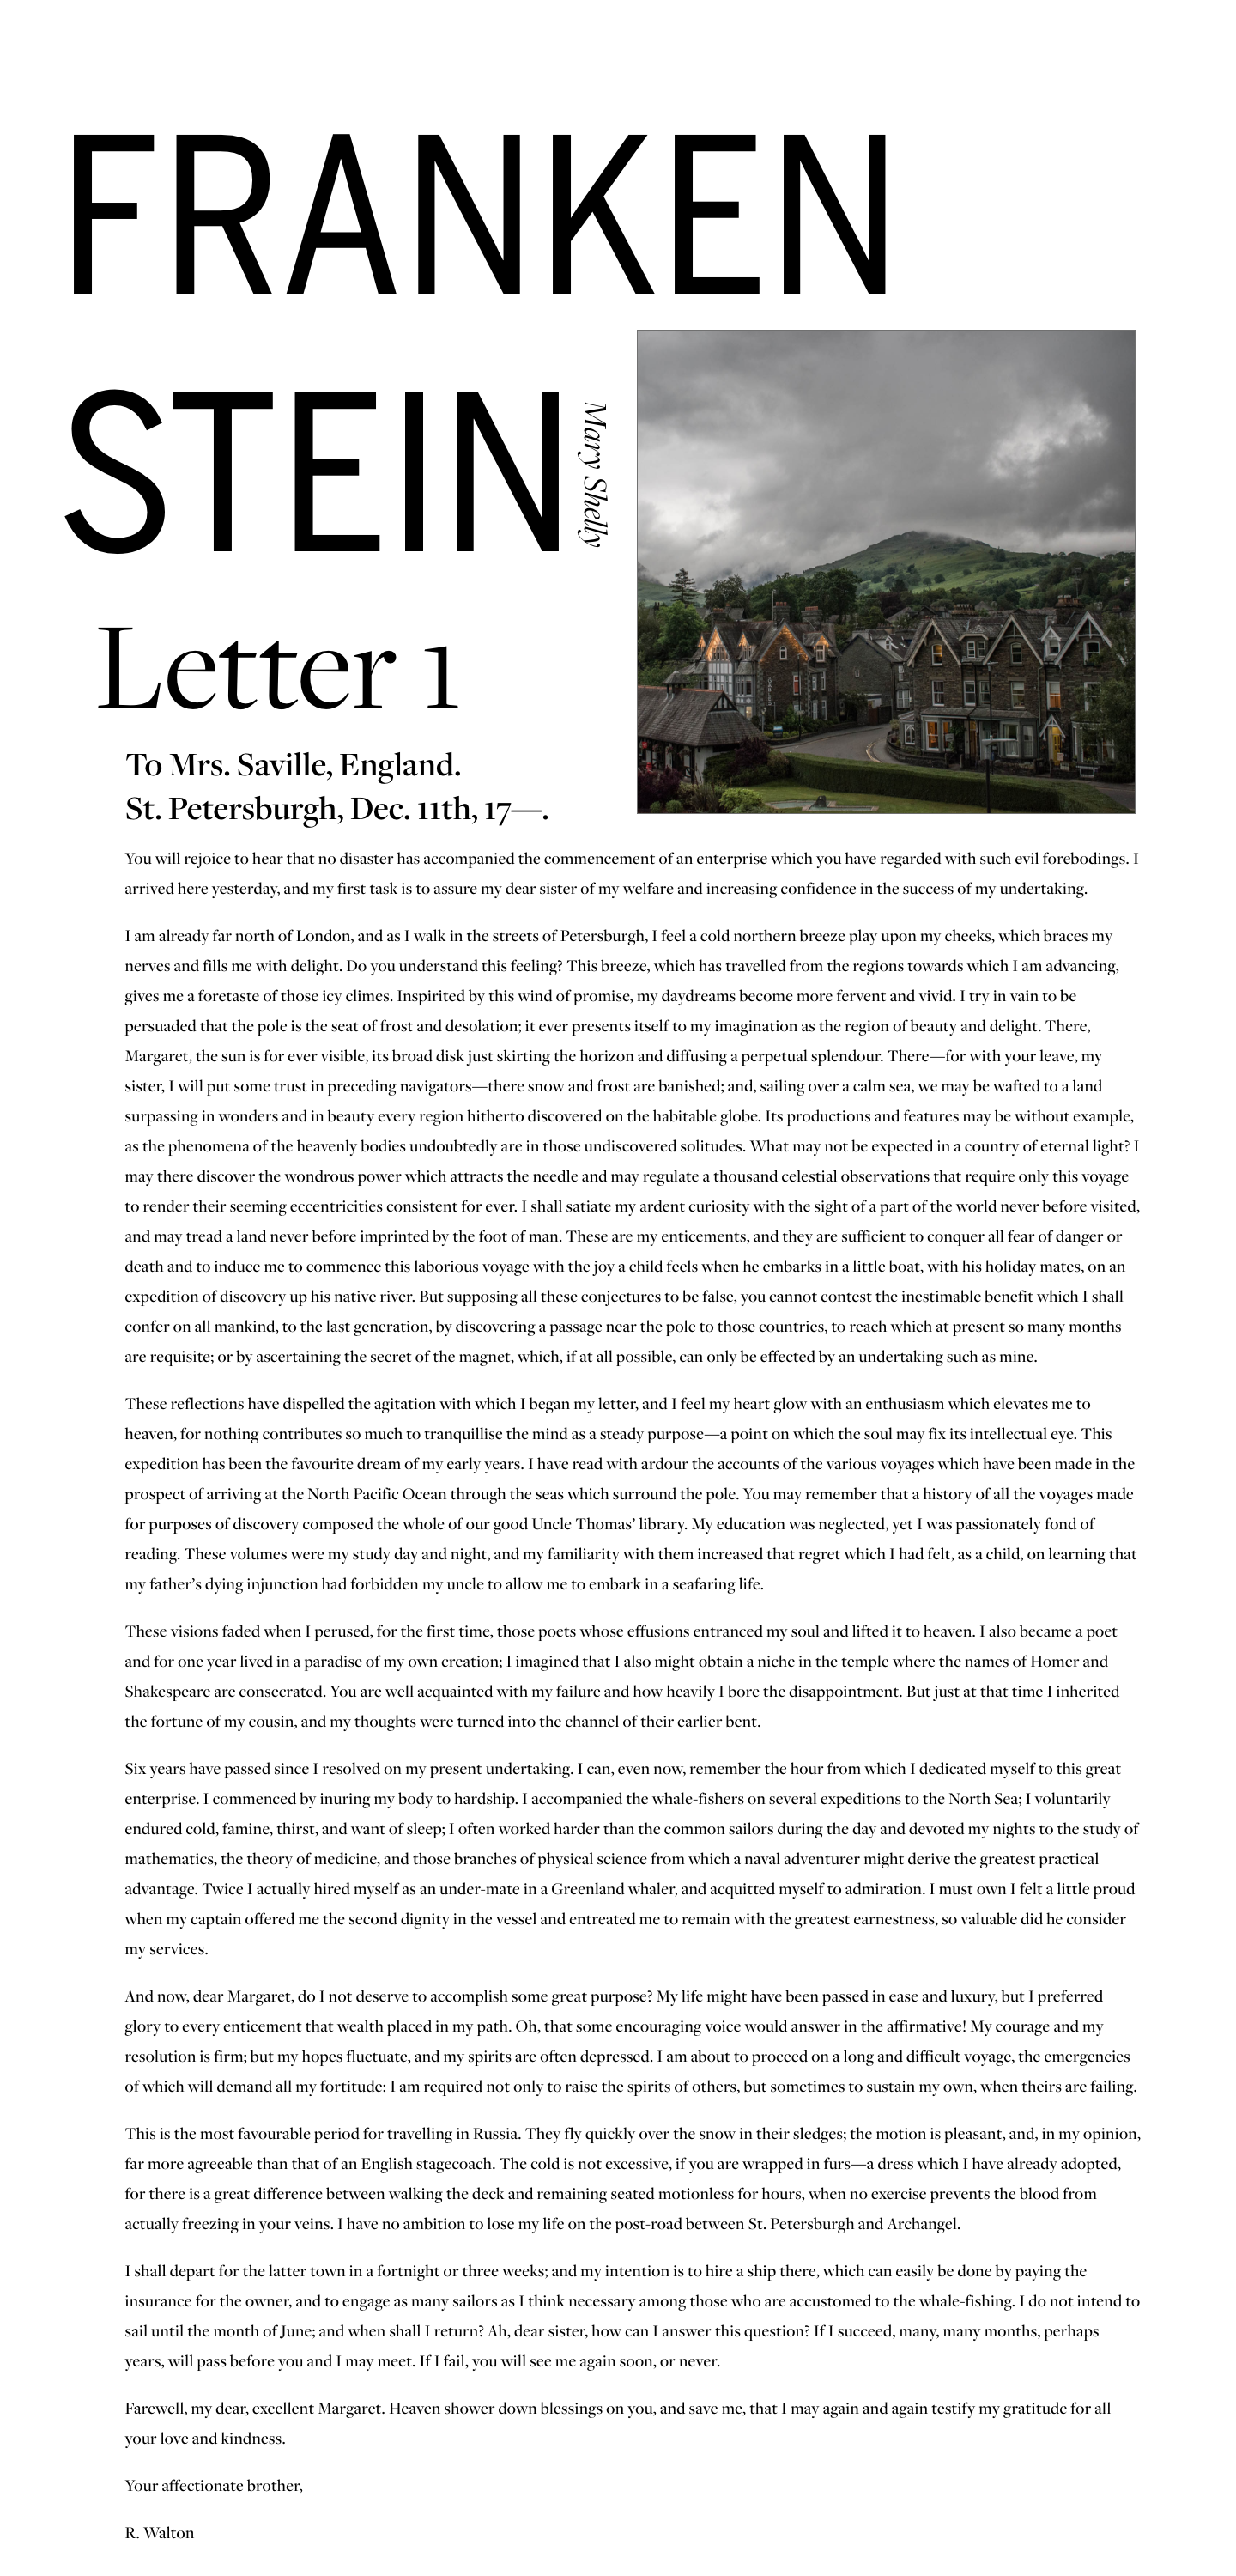 FRANKEN
STEIN
Mary Shelly
Letter 1
To Mrs. Saville, England.
St. Petersburgh, Dec. 11th, 17—.
You will rejoice to hear that no disaster has accompanied the commencement of an enterprise which you have regarded with such evil forebodings. I
arrived here yesterday, and my first task is to assure my dear sister of my welfare and increasing confidence in the success of my undertaking.
I am already far north of London, and as I walk in the streets of Petersburgh, I feel a cold northern breeze play upon my cheeks, which braces my
nerves and fills me with delight. Do you understand this feeling? This breeze, which has travelled from the regions towards which I am advancing,
gives me a foretaste of those icy climes. Inspirited by this wind of promise, my daydreams become more fervent and vivid. I try in vain to be
persuaded that the pole is the seat of frost and desolation; it ever presents itself to my imagination as the region of beauty and delight. There,
Margaret, the sun is for ever visible, its broad disk just skirting the horizon and diffusing a perpetual splendour. There—for with your leave, my
sister, I will put some trust in preceding navigators—there snow and frost are banished; and, sailing over a calm sea, we may be wafted to a land
surpassing in wonders and in beauty every region hitherto discovered on the habitable globe. Its productions and features may be without example,
as the phenomena of the heavenly bodies undoubtedly are in those undiscovered solitudes. What may not be expected in a country of eternal light? I
may there discover the wondrous power which attracts the needle and may regulate a thousand celestial observations that require only this voyage
to render their seeming eccentricities consistent for ever. I shall satiate my ardent curiosity with the sight of a part of the world never before visited,
and may tread a land never before imprinted by the foot of man. These are my enticements, and they are sufficient to conquer all fear of danger or
death and to induce me to commence this laborious voyage with the joy a child feels when he embarks in a little boat, with his holiday mates, on an
expedition of discovery up his native river. But supposing all these conjectures to be false, you cannot contest the inestimable benefit which I shall
confer on all mankind, to the last generation, by discovering a passage near the pole to those countries, to reach which at present so many months
are requisite; or by ascertaining the secret of the magnet, which, if at all possible, can only be effected by an undertaking such as mine.
These reflections have dispelled the agitation with which I began my letter, and I feel my heart glow with an enthusiasm which elevates me to
heaven, for nothing contributes so much to tranquillise the mind as a steady purpose—a point on which the soul may fix its intellectual eye. This
expedition has been the favourite dream of my early years. I have read with ardour the accounts of the various voyages which have been made in the
prospect of arriving at the North Pacific Ocean through the seas which surround the pole. You may remember that a history of all the voyages made
for purposes of discovery composed the whole of our good Uncle Thomas’ library. My education was neglected, yet I was passionately fond of
reading. These volumes were my study day and night, and my familiarity with them increased that regret which I had felt, as a child, on learning that
my father’s dying injunction had forbidden my uncle to allow me to embark in a seafaring life.
These visions faded when I perused, for the first time, those poets whose effusions entranced my soul and lifted it to heaven. I also became a poet
and for one year lived in a paradise of my own creation; I imagined that I also might obtain a niche in the temple where the names of Homer and
Shakespeare are consecrated. You are well acquainted with my failure and how heavily I bore the disappointment. But just at that time I inherited
the fortune of my cousin, and my thoughts were turned into the channel of their earlier bent.
Six years have passed since I resolved on my present undertaking. I can, even now, remember the hour from which I dedicated myself to this great
enterprise. I commenced by inuring my body to hardship. I accompanied the whale-fishers on several expeditions to the North Sea; I voluntarily
endured cold, famine, thirst, and want of sleep; I often worked harder than the common sailors during the day and devoted my nights to the study of
mathematics, the theory of medicine, and those branches of physical science from which a naval adventurer might derive the greatest practical
advantage. Twice I actually hired myself as an under-mate in a Greenland whaler, and acquitted myself to admiration. I must own I felt a little proud
when my captain offered me the second dignity in the vessel and entreated me to remain with the greatest earnestness, so valuable did he consider
my services.
And now, dear Margaret, do I not deserve to accomplish some great purpose? My life might have been passed in ease and luxury, but I preferred
glory to every enticement that wealth placed in my path. Oh, that some encouraging voice would answer in the affirmative! My courage and my
resolution is firm; but my hopes fluctuate, and my spirits are often depressed. I am about to proceed on a long and difficult voyage, the emergencies
of which will demand all my fortitude: I am required not only to raise the spirits of others, but sometimes to sustain my own, when theirs are failing.
This is the most favourable period for travelling in Russia. They fly quickly over the snow in their sledges; the motion is pleasant, and, in my opinion,
far more agreeable than that of an English stagecoach. The cold is not excessive, if you are wrapped in furs—a dress which I have already adopted,
for there is a great difference between walking the deck and remaining seated motionless for hours, when no exercise prevents the blood from
actually freezing in your veins. I have no ambition to lose my life on the post-road between St. Petersburgh and Archangel.
I shall depart for the latter town in a fortnight or three weeks; and my intention is to hire a ship there, which can easily be done by paying the
insurance for the owner, and to engage as many sailors as I think necessary among those who are accustomed to the whale-fishing. I do not intend to
sail until the month of June; and when shall I return? Ah, dear sister, how can I answer this question? If I succeed, many, many months, perhaps
years, will pass before you and I may meet. If I fail, you will see me again soon, or never.
Farewell, my dear, excellent Margaret. Heaven shower down blessings on you, and save me, that I may again and again testify my gratitude for all
your love and kindness.
Your affectionate brother,
R. Walton